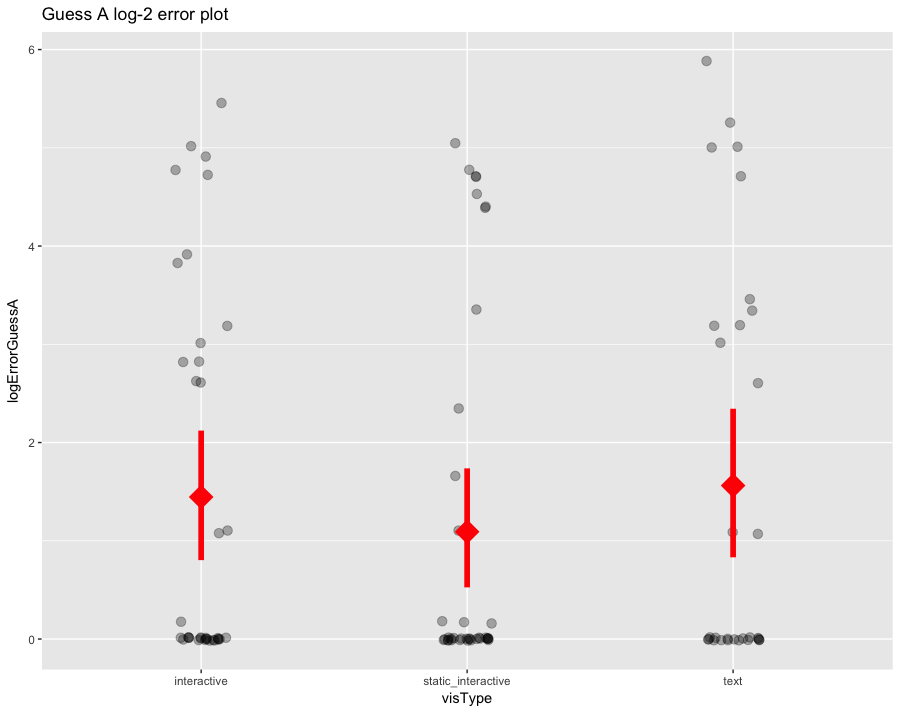 Guess A log-2 error plot
logErrorGuessA
6
4
2
0
interactive
static_interactive
text
visType